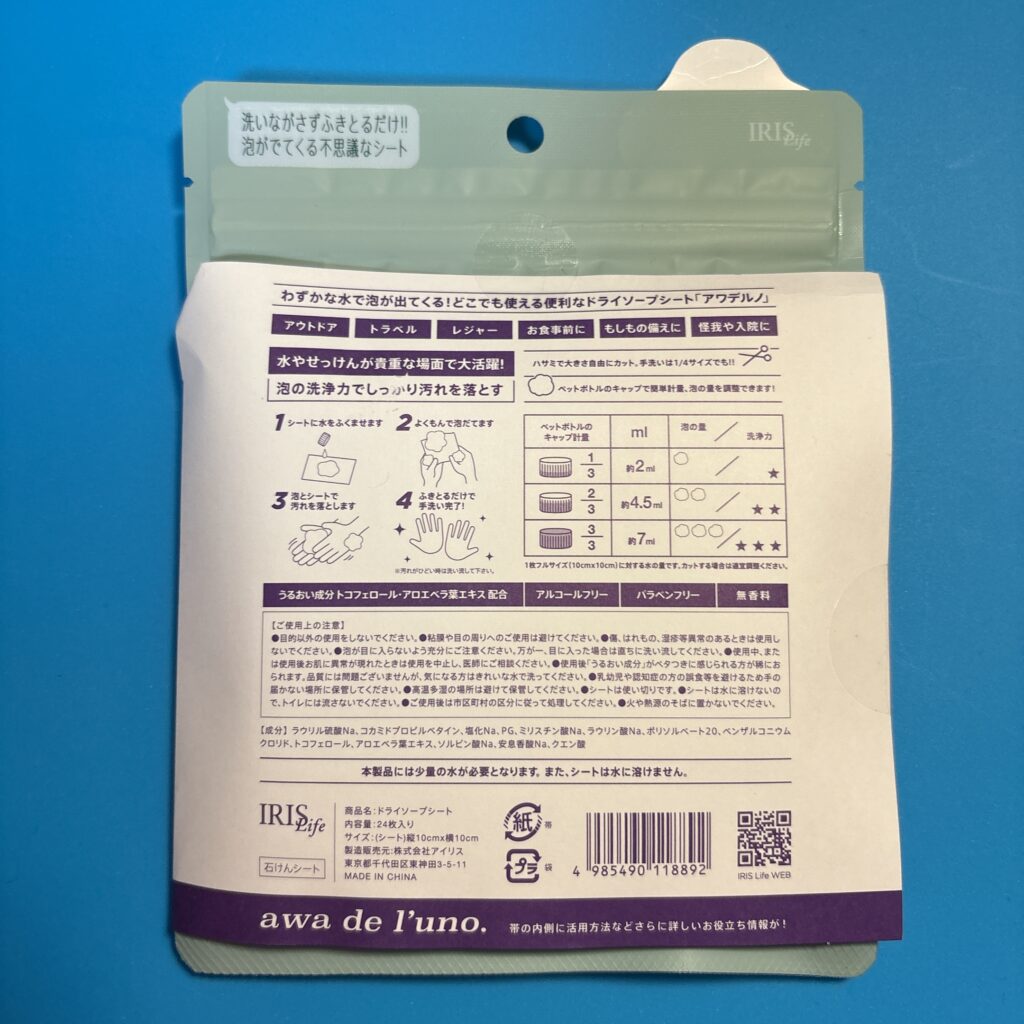 洗いながさずふきとるだけ!!
泡がでてくる不思議なシート
IRIS Life
わずかな水で泡が出てくる!どこでも使える便利なドライソープシート「アワデルノ」
アウトドア トラベル レジャー お食事前に もしもの備えに 怪我や入院に
水やせっけんが貴重な場面で大活躍!
泡の洗浄力でしっかり汚れを落とす
ハサミで大きさ自由にカット。手洗いは1/4サイズでも!!
ペットボトルのキャップで簡単計量、泡の量を調整できます!
1 シートに水をふくませます
2 よくもんで泡だてます
3 泡とシートで
汚れを落とします
4 ふきとるだけで
手洗い完了!
※汚れがひどい時は洗い流して下さい。
ペットボトルの
キャップ計量
ml
泡の量 / 洗浄力
1/3 約2ml ★
2/3 約4.5ml ★★
3/3 約7ml ★★★
1枚フルサイズ(10cmx10cm)に対する水の量です。カットする場合は適宜調整ください。
うるおい成分 トコフェロール・アロエベラ葉エキス 配合 アルコールフリー パラベンフリー 無香料
【ご使用上の注意】
●目的以外の使用をしないでください。●粘膜や目の周りへのご使用は避けてください。●傷、はれもの、湿疹等異常のあるときは使用し
ないでください。●泡が目に入らないよう充分にご注意ください。万が一、目に入った場合は直ちに洗い流してください。●使用中、また
は使用後お肌に異常が現れたときは使用を中止し、医師にご相談ください。●使用後「うるおい成分」がベタつきに感じられる方が稀にお
られます。品質には問題ございませんが、気になる方はきれいな水で洗ってください。●乳幼児や認知症の方の誤食等を避けるため手の
届かない場所に保管してください。●高温多湿の場所は避けて保管してください。●シートは使い切りです。●シートは水に溶けないの
で、トイレには流さないでください。●ご使用後は市区町村の区分に従って処理してください。●火や熱源のそばに置かないでください。
【成分】ラウリル硫酸Na、コカミドプロピルベタイン、塩化Na、PG、ミリスチン酸Na、ラウリン酸Na、ポリソルベート20、ベンザルコニウム
クロリド、トコフェロール、アロエベラ葉エキス、ソルビン酸Na、安息香酸Na、クエン酸
本製品には少量の水が必要となります。また、シートは水に溶けません。
IRIS Life
石けんシート
商品名:ドライソープシート
内容量:24枚入り
サイズ:(シート)縦10cmx横10cm
製造販売元:株式会社アイリス
東京都千代田区東神田3-5-11
MADE IN CHINA
紙 帯
プラ 袋
4 985490 118892
IRIS Life WEB
awa de l'uno.
帯の内側に活用方法などさらに詳しいお役立ち情報が!